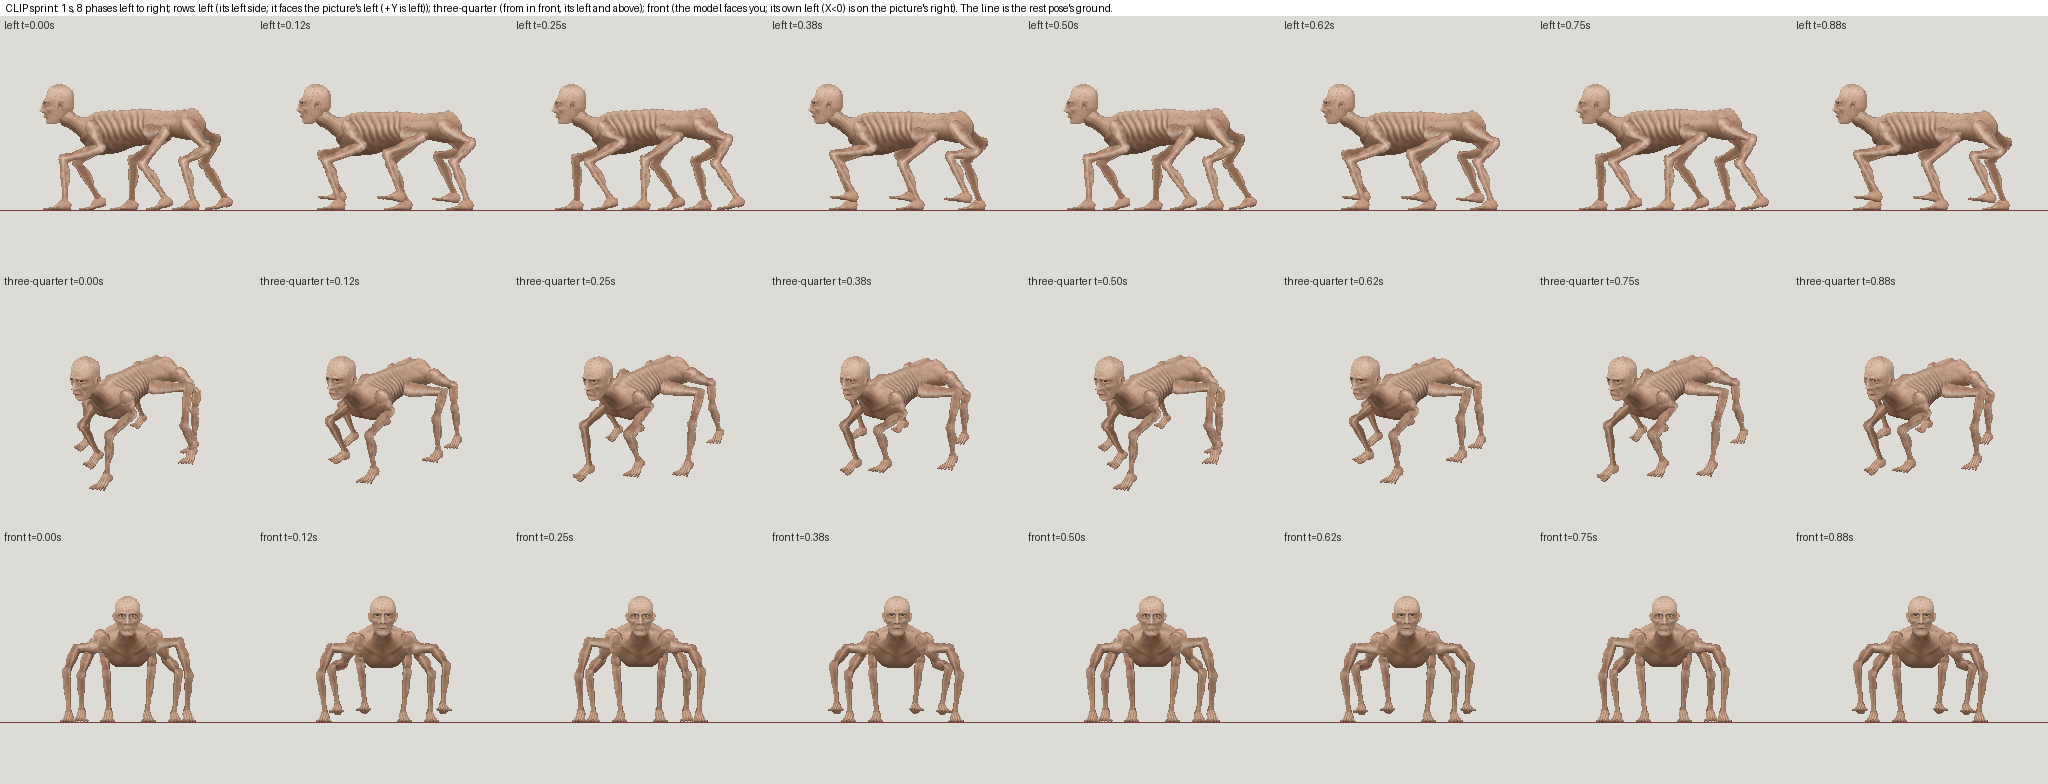 CLIP sprint: 1 s, 8 phases left to right; rows: left (its left side; it faces the picture's left (+Y is left)); three-quarter (from in front, its left and above); front (the model faces you; its own left (X<0) is on the picture's right). The line is the rest pose's ground.
left t=0.00s left t=0.12s left t=0.25s left t=0.38s left t=0.50s left t=0.62s left t=0.75s left t=0.88s
three-quarter t=0.00s three-quarter t=0.12s three-quarter t=0.25s three-quarter t=0.38s three-quarter t=0.50s three-quarter t=0.62s three-quarter t=0.75s three-quarter t=0.88s
front t=0.00s front t=0.12s front t=0.25s front t=0.38s front t=0.50s front t=0.62s front t=0.75s front t=0.88s